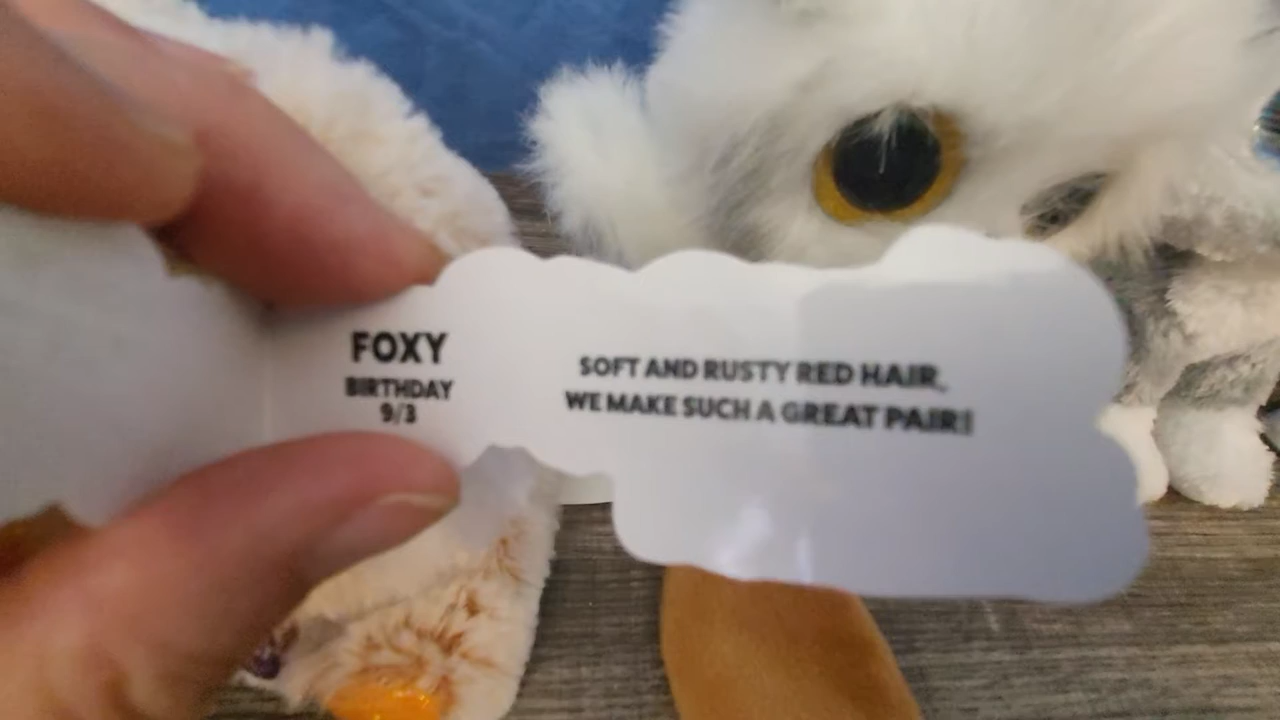 FOXY
BIRTHDAY
9/3
SOFT AND RUSTY RED HAIR,
WE MAKE SUCH A GREAT PAIR!